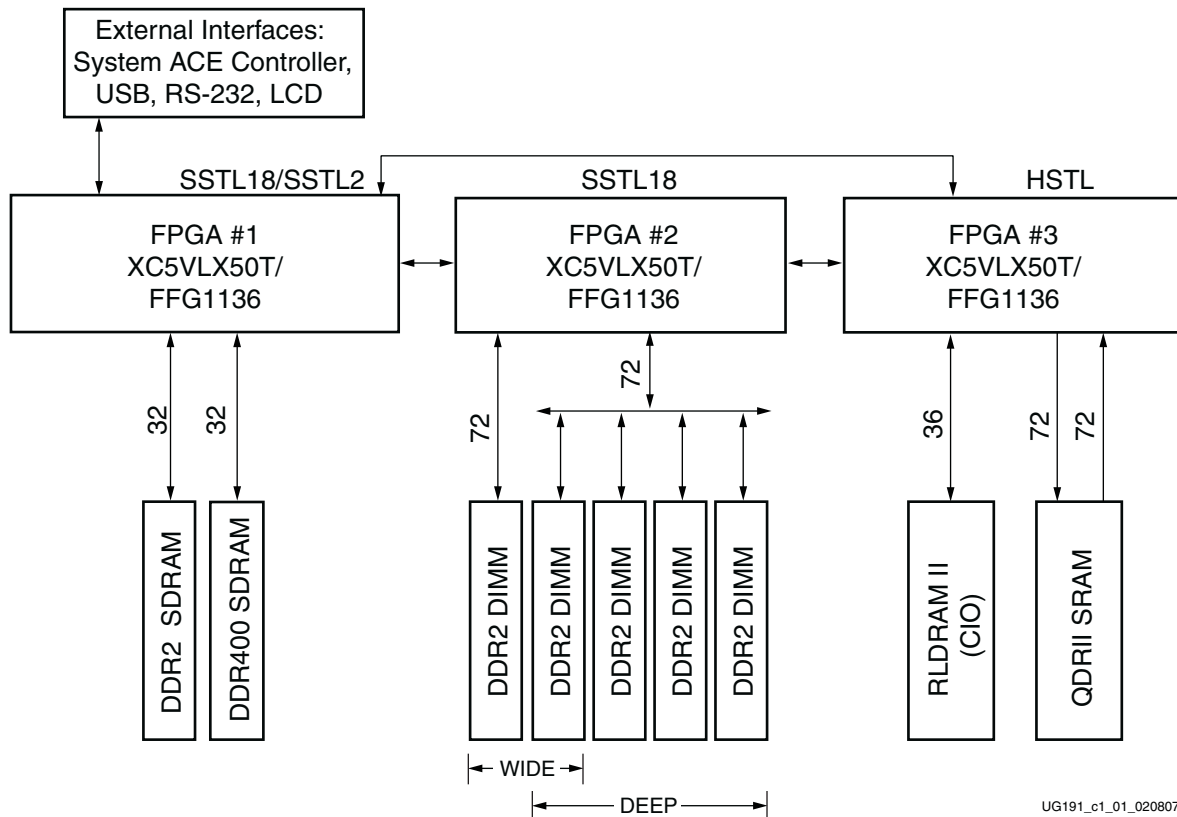 External Interfaces:
System ACE Controller,
USB, RS-232, LCD
SSTL18/SSTL2
SSTL18
HSTL
FPGA #1
XC5VLX50T/
FFG1136
FPGA #2
XC5VLX50T/
FFG1136
FPGA #3
XC5VLX50T/
FFG1136
32
32
72
72
36
72
72
DDR2 SDRAM
DDR400 SDRAM
DDR2 DIMM
DDR2 DIMM
DDR2 DIMM
DDR2 DIMM
DDR2 DIMM
RLDRAM II
(CIO)
QDRII SRAM
WIDE
DEEP
UG191_c1_01_020807